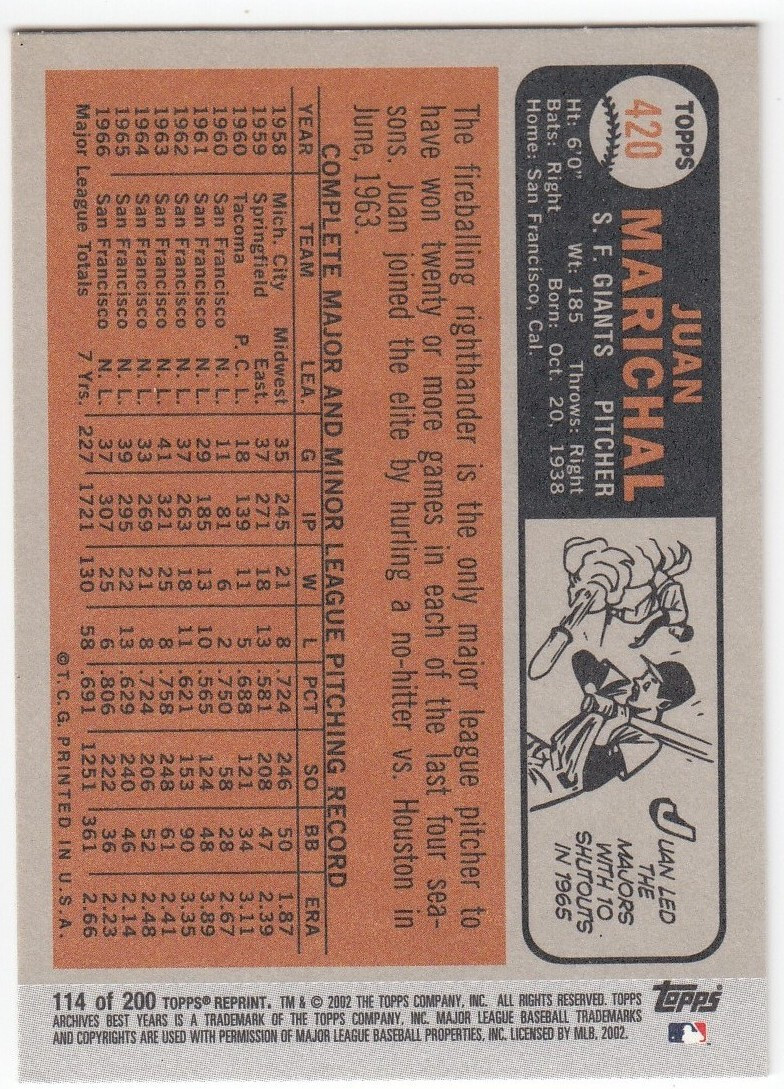 TOPPS
420
JUAN
MARICHAL
S. F. GIANTS PITCHER
Ht: 6'0" Wt: 185 Throws: Right
Bats: Right Born: Oct. 20, 1938
Home: San Francisco, Cal.
JUAN LED
THE
MAJORS
WITH 10
SHUTOUTS
IN 1965
The fireballing righthander is the only major league pitcher to
have won twenty or more games in each of the last four sea-
sons. Juan joined the elite by hurling a no-hitter vs. Houston in
June, 1963.
COMPLETE MAJOR AND MINOR LEAGUE PITCHING RECORD
YEAR TEAM LEA. G IP W L PCT SO BB ERA
1958 Mich. City Midwest 35 245 21 8 .724 246 50 1.87
1959 Springfield East. 37 271 18 13 .581 208 47 2.39
1960 Tacoma P. C. L. 18 139 11 5 .688 121 34 3.11
1960 San Francisco N. L. 11 81 6 2 .750 58 28 2.67
1961 San Francisco N. L. 29 185 13 10 .565 124 48 3.89
1962 San Francisco N. L. 37 263 18 11 .621 153 90 3.35
1963 San Francisco N. L. 41 321 25 8 .758 248 61 2.41
1964 San Francisco N. L. 33 269 21 8 .724 206 52 2.48
1965 San Francisco N. L. 39 295 22 13 .629 240 46 2.14
1966 San Francisco N. L. 37 307 25 6 .806 222 36 2.23
Major League Totals 7 Yrs. 227 1721 130 58 .691 1251 361 2.66
©T.C.G. PRINTED IN U.S.A.
114 of 200 TOPPS® REPRINT. TM & © 2002 THE TOPPS COMPANY, INC. ALL RIGHTS RESERVED. TOPPS
ARCHIVES BEST YEARS IS A TRADEMARK OF THE TOPPS COMPANY, INC. MAJOR LEAGUE BASEBALL TRADEMARKS
AND COPYRIGHTS ARE USED WITH PERMISSION OF MAJOR LEAGUE BASEBALL PROPERTIES, INC. LICENSED BY MLB. 2002.
TOPPS